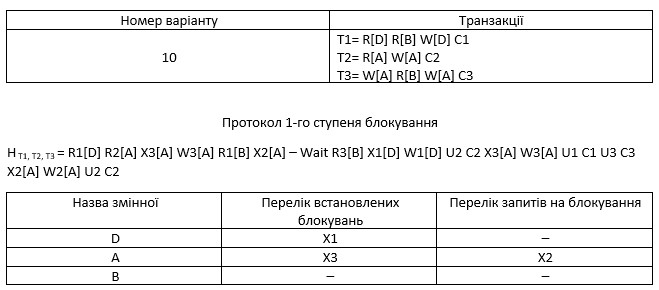 Номер варіанту
Транзакції
10
T1= R[D] R[B] W[D] C1
T2= R[A] W[A] C2
T3= W[A] R[B] W[A] C3
Протокол 1-го ступеня блокування
H T1, T2, T3 = R1[D] R2[A] X3[A] W3[A] R1[B] X2[A] – Wait R3[B] X1[D] W1[D] U2 C2 X3[A] W3[A] U1 C1 U3 C3
X2[A] W2[A] U2 C2
Назва змінної
Перелік встановлених
блокувань
Перелік запитів на блокування
D
X1
–
A
X3
X2
B
–
–